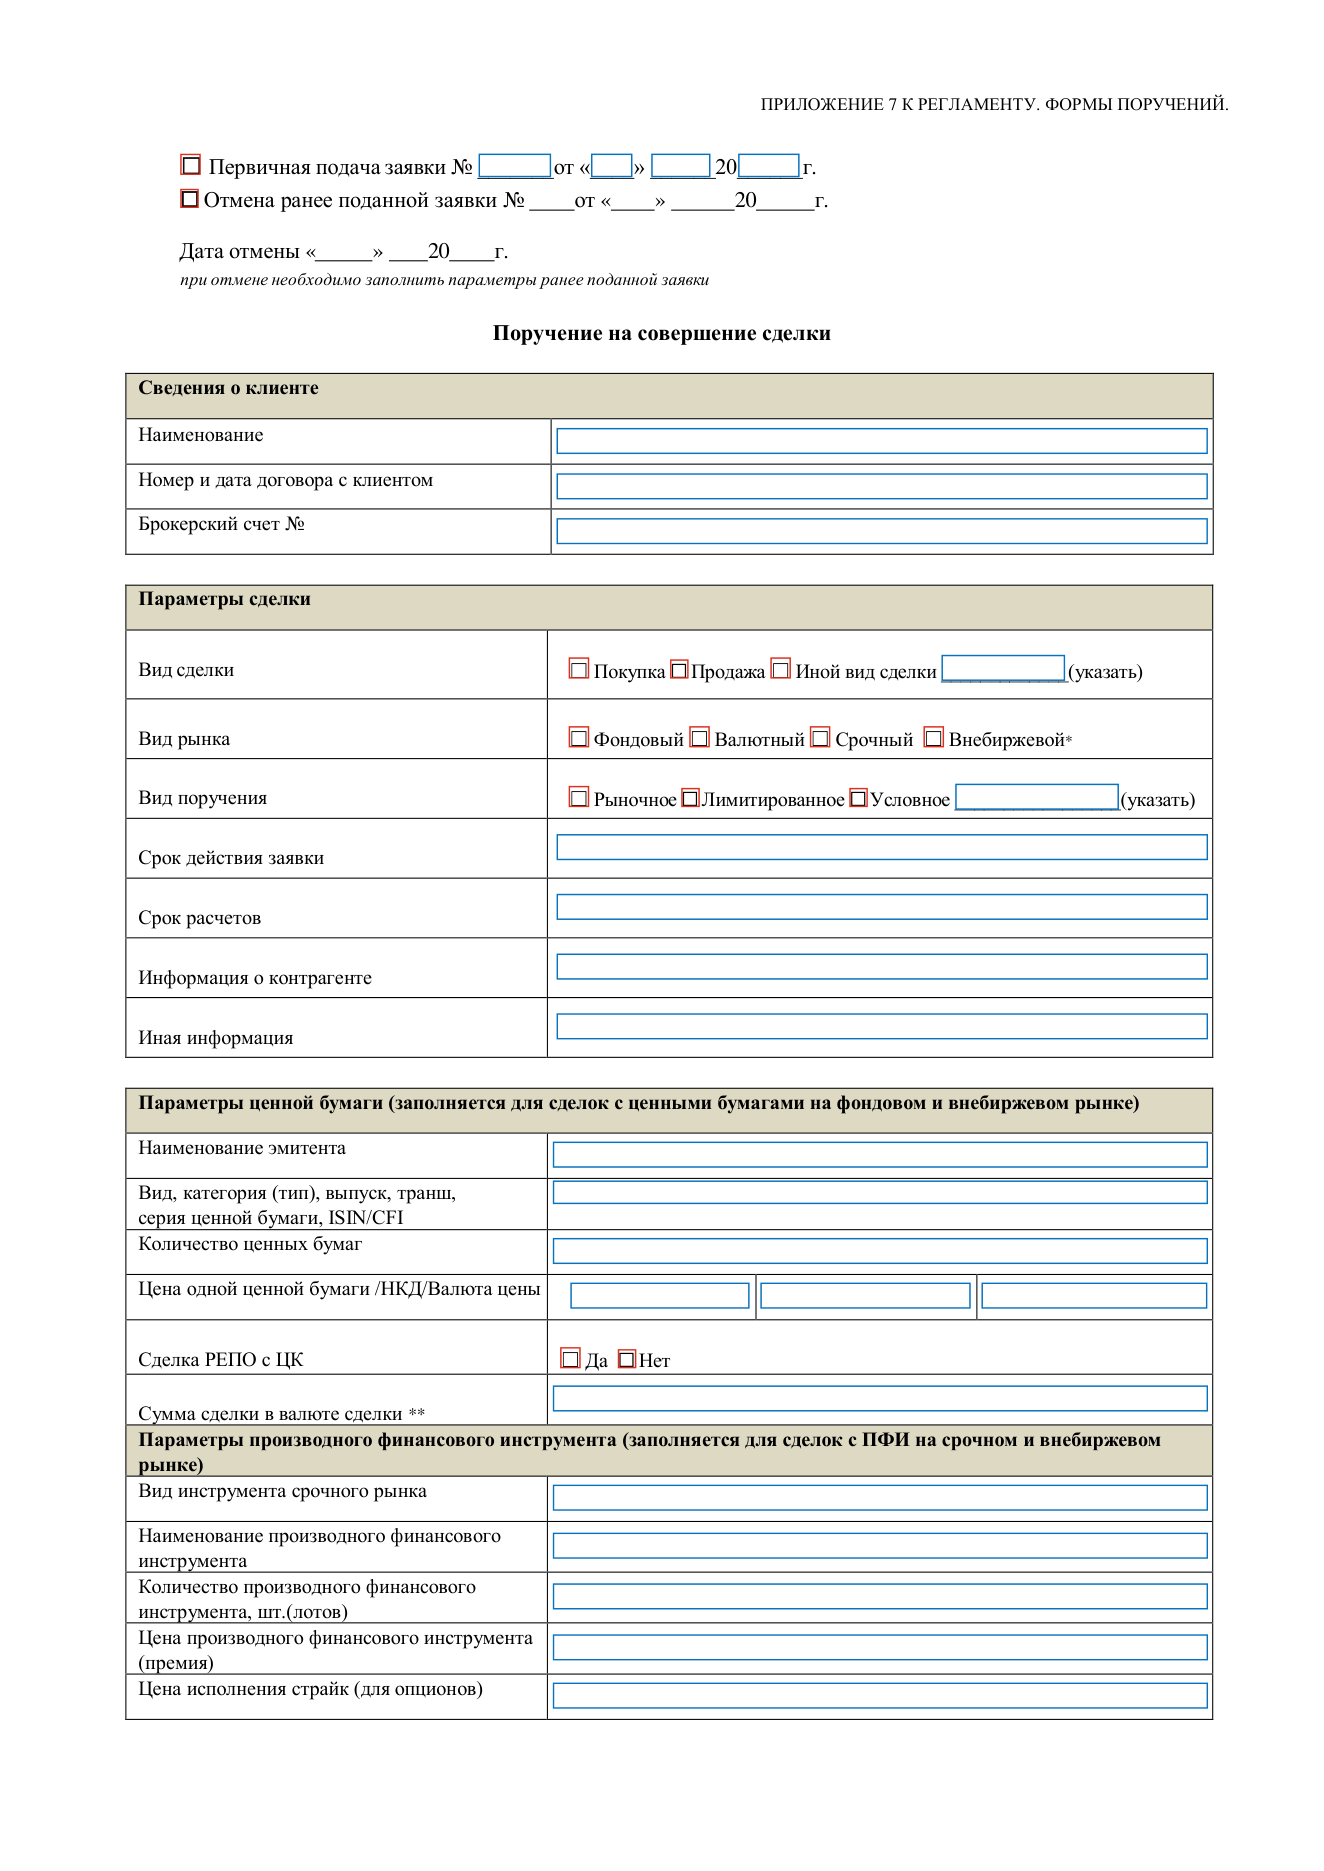 ПРИЛОЖЕНИЕ 7 К РЕГЛАМЕНТУ. ФОРМЫ ПОРУЧЕНИЙ.
Первичная подача заявки № _______от «____» ______20______г.
Отмена ранее поданной заявки № ____от «____» ______20_____г.
Дата отмены «_____» ____20____г.
при отмене необходимо заполнить параметры ранее поданной заявки
Поручение на совершение сделки
Сведения о клиенте
Наименование
Номер и дата договора с клиентом
Брокерский счет №
Параметры сделки
Вид сделки
Покупка Продажа Иной вид сделки ____________(указать)
Вид рынка
Фондовый Валютный Срочный Внебиржевой*
Вид поручения
Рыночное Лимитированное Условное ________________(указать)
Срок действия заявки
Срок расчетов
Информация о контрагенте
Иная информация
Параметры ценной бумаги (заполняется для сделок с ценными бумагами на фондовом и внебиржевом рынке)
Наименование эмитента
Вид, категория (тип), выпуск, транш,
серия ценной бумаги, ISIN/CFI
Количество ценных бумаг
Цена одной ценной бумаги /НКД/Валюта цены
Сделка РЕПО с ЦК
Да Нет
Сумма сделки в валюте сделки **
Параметры производного финансового инструмента (заполняется для сделок с ПФИ на срочном и внебиржевом
рынке)
Вид инструмента срочного рынка
Наименование производного финансового
инструмента
Количество производного финансового
инструмента, шт.(лотов)
Цена производного финансового инструмента
(премия)
Цена исполнения страйк (для опционов)